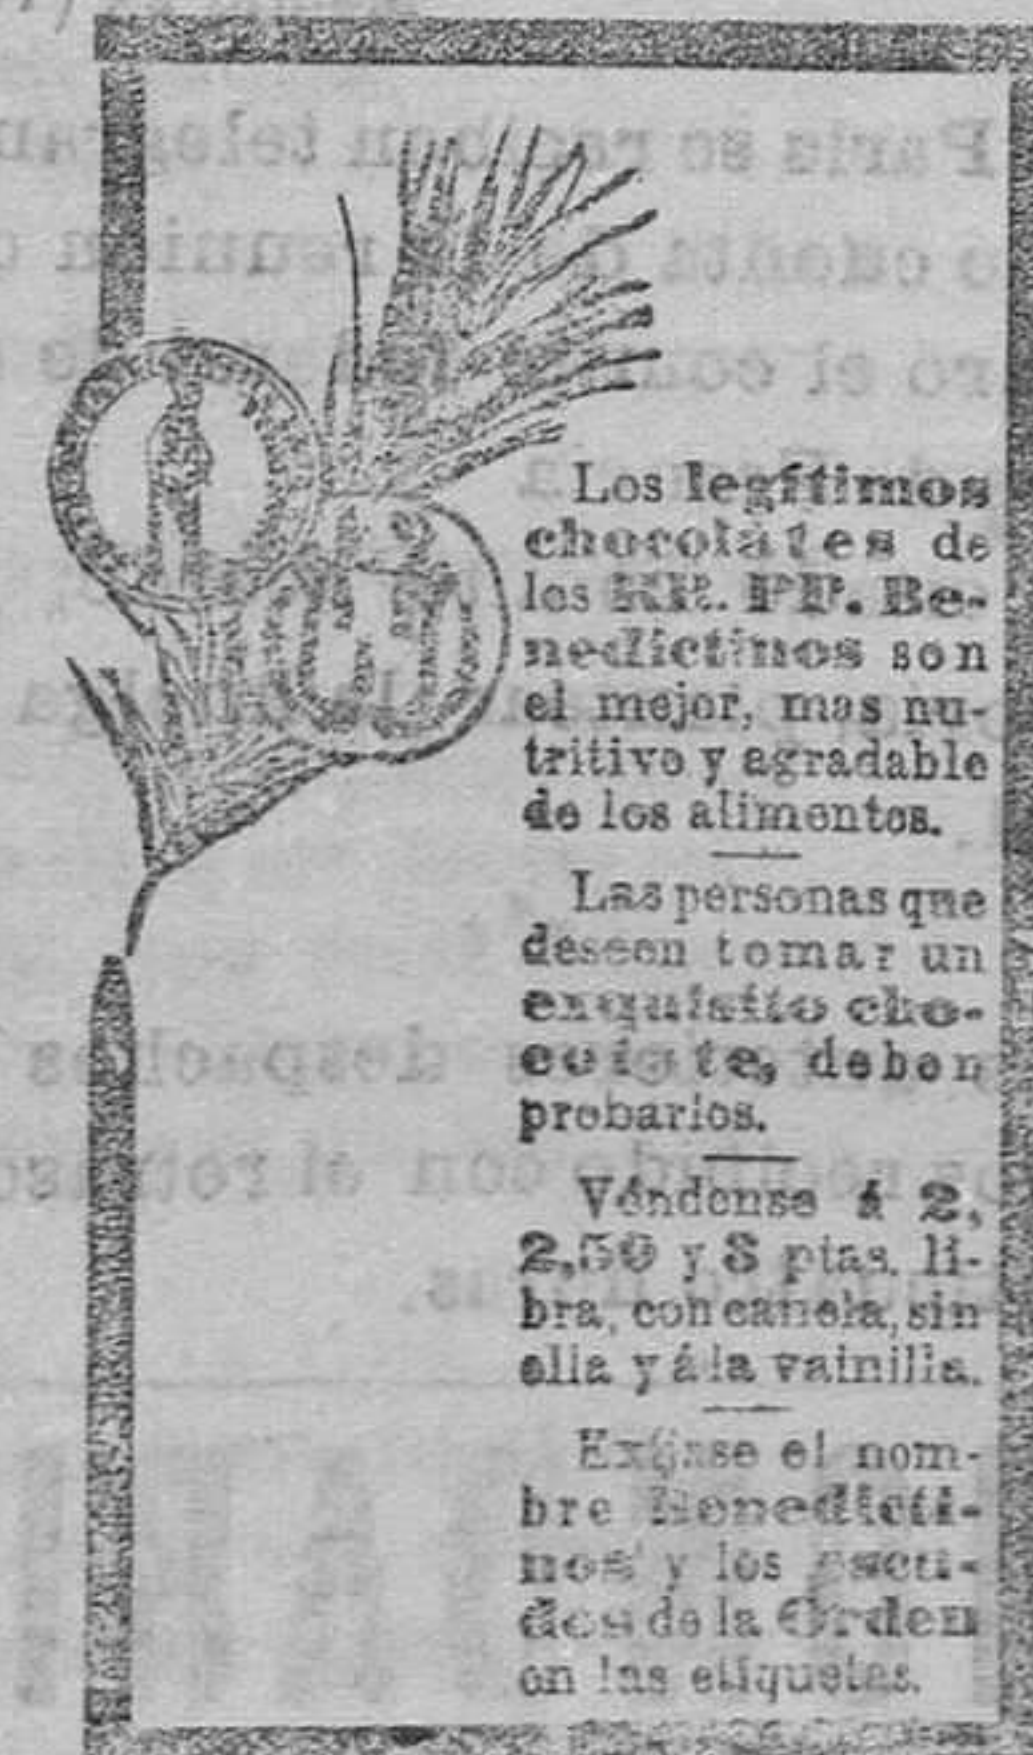 Los legítimos
chocolates de
los RR. PP. Be-
nedictinos son
el mejor, mas nu-
tritivo y agradable
de los alimentos.
Las personas que
deseen tomar un
exquisito cho-
colate, deben
probarlos.
Véndense á 2,
2,50 y 3 ptas. li-
bra, con canela, sin
ella y á la vainilla.
Exíjase el nom-
bre Benedicti-
nos y los escu-
dos de la Orden
en las etiquetas.